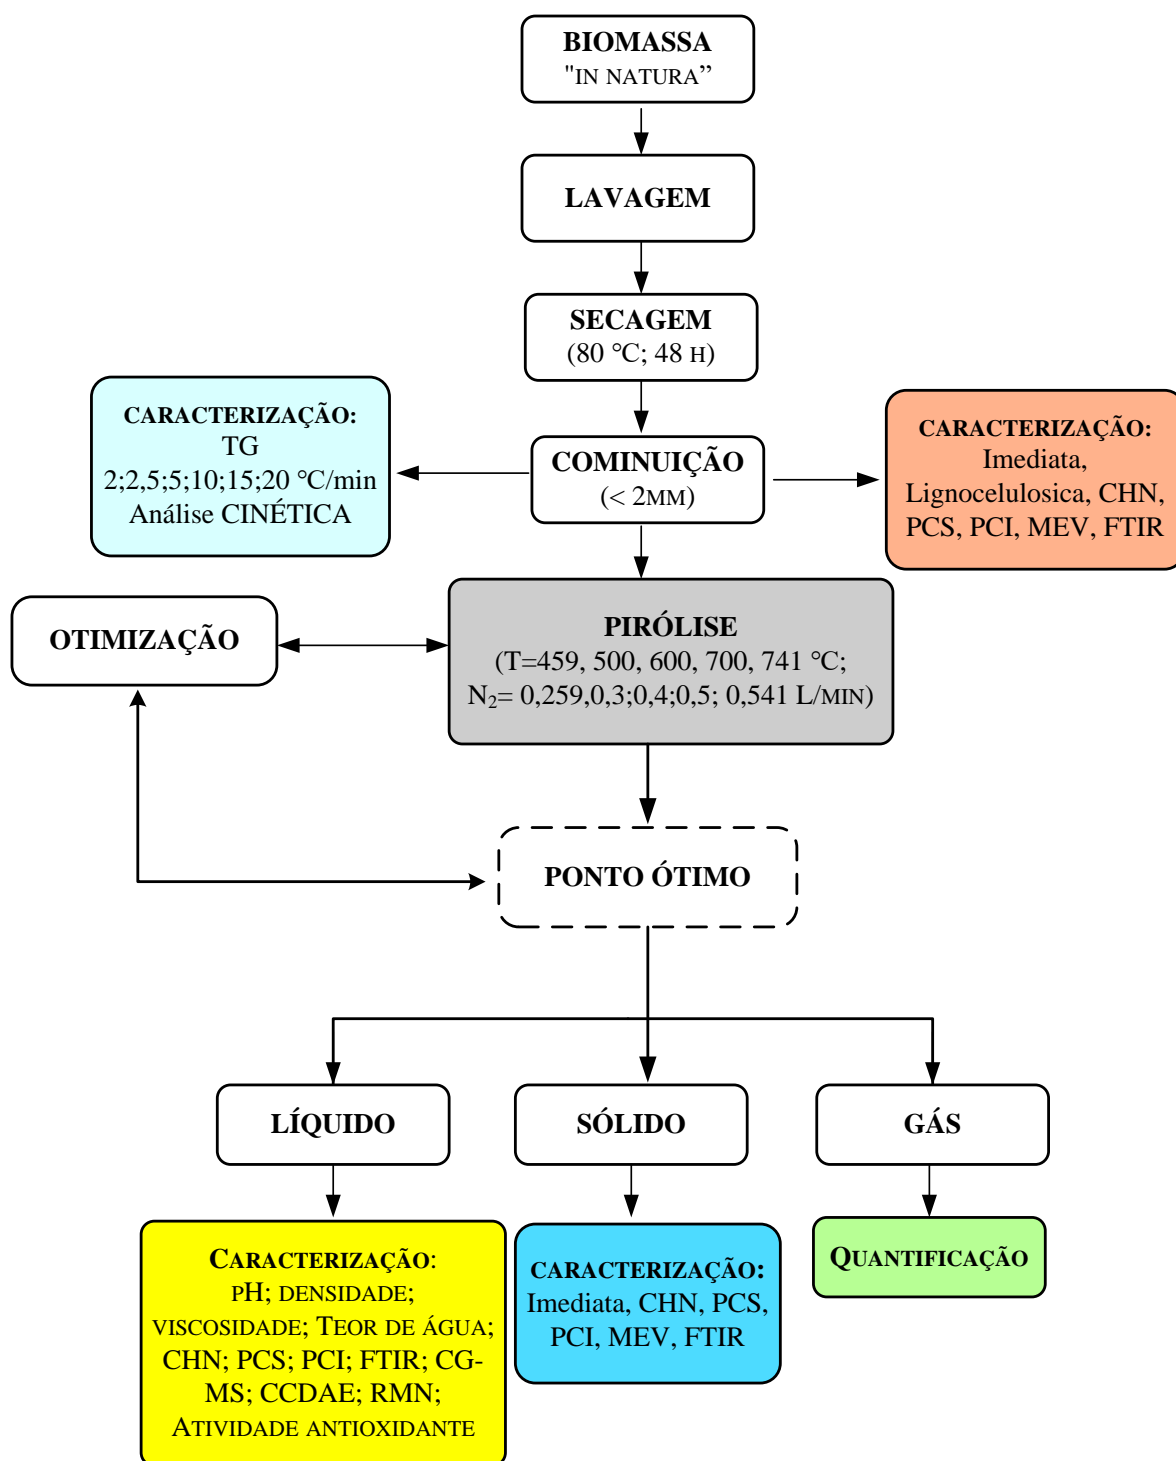 BIOMASSA
"IN NATURA”
LAVAGEM
SECAGEM
(80 °C; 48 H)
CARACTERIZAÇÃO:
TG
2;2,5;5;10;15;20 °C/min
Análise CINÉTICA
COMINUIÇÃO
(< 2MM)
CARACTERIZAÇÃO:
Imediata,
Lignocelulosica, CHN,
PCS, PCI, MEV, FTIR
OTIMIZAÇÃO
PIRÓLISE
(T=459, 500, 600, 700, 741 °C;
N₂= 0,259,0,3;0,4;0,5; 0,541 L/MIN)
PONTO ÓTIMO
LÍQUIDO
SÓLIDO
GÁS
CARACTERIZAÇÃO:
PH; DENSIDADE;
VISCOSIDADE; TEOR DE ÁGUA;
CHN; PCS; PCI; FTIR; CG-
MS; CCDAE; RMN;
ATIVIDADE ANTIOXIDANTE
CARACTERIZAÇÃO:
Imediata, CHN, PCS,
PCI, MEV, FTIR
QUANTIFICAÇÃO